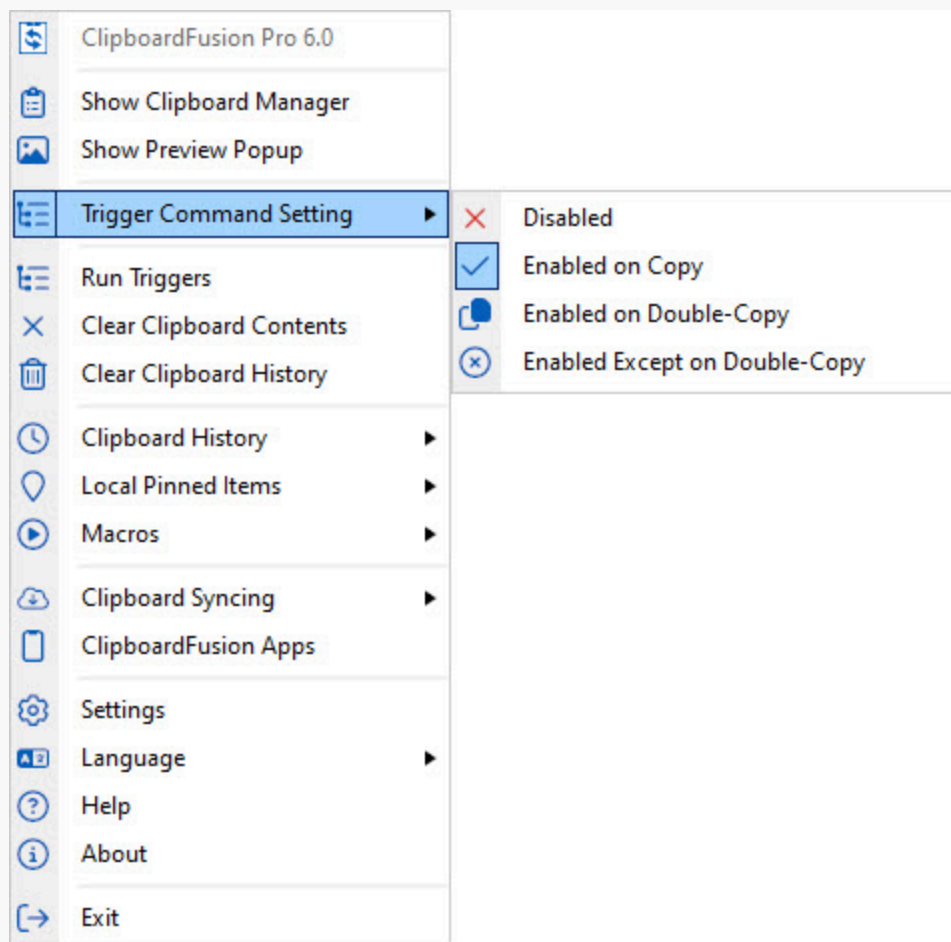 ClipboardFusion Pro 6.0
Show Clipboard Manager
Show Preview Popup
Trigger Command Setting
Disabled
Enabled on Copy
Enabled on Double-Copy
Enabled Except on Double-Copy
Run Triggers
Clear Clipboard Contents
Clear Clipboard History
Clipboard History
Local Pinned Items
Macros
Clipboard Syncing
ClipboardFusion Apps
Settings
Language
Help
About
Exit